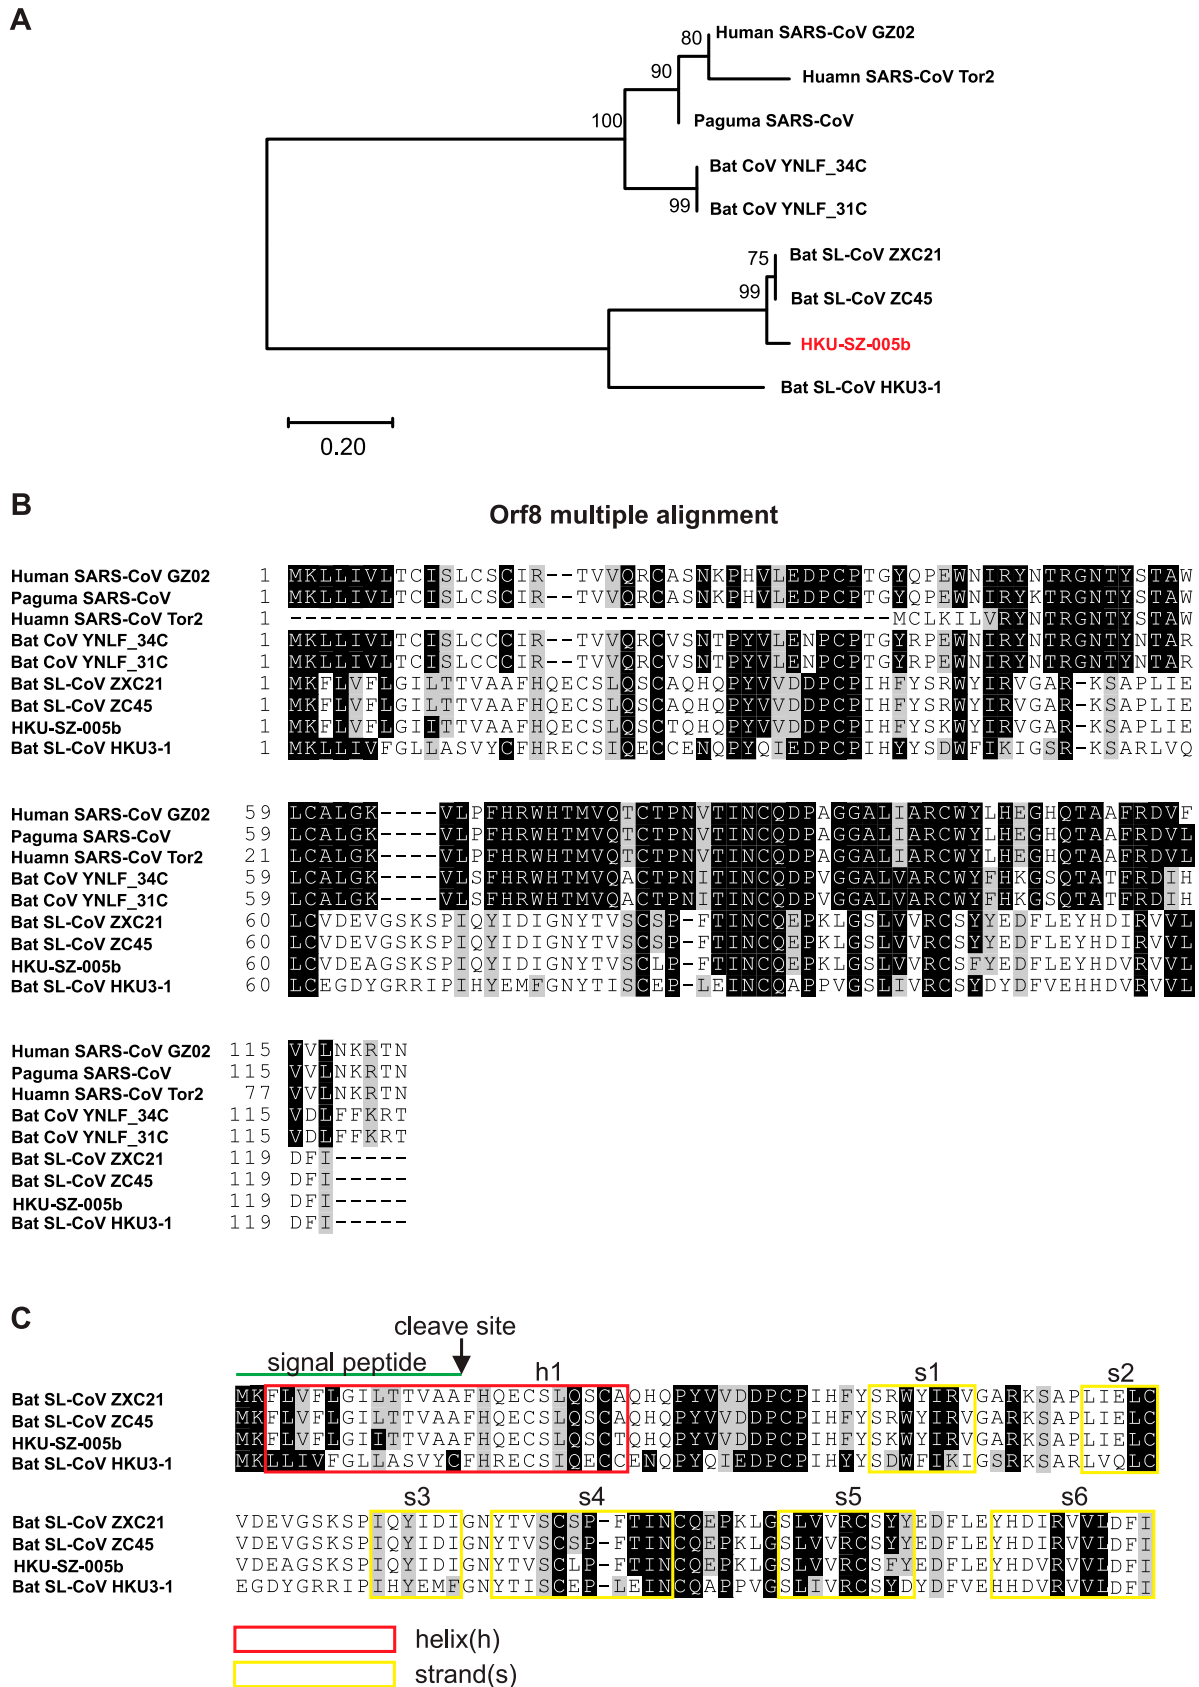 A
Human SARS-CoV GZ02
80
Huamn SARS-CoV Tor2
90
Paguma SARS-CoV
100
Bat CoV YNLF_34C
99
Bat CoV YNLF_31C
Bat SL-CoV ZXC21
75
Bat SL-CoV ZC45
99
HKU-SZ-005b
Bat SL-CoV HKU3-1
0.20
B
Orf8 multiple alignment
Human SARS-CoV GZ02 1 MKLLIVLTCISLCSCIR--TVVQRCASNKPHVLEDPCPTGYQPEWNIRYNTRGNTYSTAW
Paguma SARS-CoV 1 MKLLIVLTCISLCSCIR--TVVQRCASNKPHVLEDPCPTGYQPEWNIRYKTRGNTYSTAW
Huamn SARS-CoV Tor2 1 ----------------------------------------MCLKILVRYNTRGNTYSTAW
Bat CoV YNLF_34C 1 MKLLIVLTCISLCCCIR--TVVQRCVSNTPYVLENPCPTGYRPEWNIRYNTRGNTYNTAR
Bat CoV YNLF_31C 1 MKLLIVLTCISLCCCIR--TVVQRCVSNTPYVLENPCPTGYRPEWNIRYNTRGNTYNTAR
Bat SL-CoV ZXC21 1 MKFLVFLGILTTVAAFHQECSLQSCAQHQPYVVDDPCPIHFYSRWYIRVGAR-KSAPLIE
Bat SL-CoV ZC45 1 MKFLVFLGILTTVAAFHQECSLQSCAQHQPYVVDDPCPIHFYSRWYIRVGAR-KSAPLIE
HKU-SZ-005b 1 MKFLVFLGIITTVAAFHQECSLQSCTQHQPYVVDDPCPIHFYSKWYIRVGAR-KSAPLIE
Bat SL-CoV HKU3-1 1 MKLLIVFGLLASVYCFHRECSIQECCENQPYQIEDPCPIHYYSDWFIKIGSR-KSARLVQ
Human SARS-CoV GZ02 59 LCALGK----VLPFHRWHTMVQTCTPNVTINCQDPAGGALIARCWYLHEGHQTAAFRDVF
Paguma SARS-CoV 59 LCALGK----VLPFHRWHTMVQTCTPNVTINCQDPAGGALIARCWYLHEGHQTAAFRDVL
Huamn SARS-CoV Tor2 21 LCALGK----VLPFHRWHTMVQTCTPNVTINCQDPAGGALIARCWYLHEGHQTAAFRDVL
Bat CoV YNLF_34C 59 LCALGK----VLSFHRWHTMVQACTPNITINCQDPVGGALVARCWYFHKGSQTATFRDIH
Bat CoV YNLF_31C 59 LCALGK----VLSFHRWHTMVQACTPNITINCQDPVGGALVARCWYFHKGSQTATFRDIH
Bat SL-CoV ZXC21 60 LCVDEVGSKSPIQYIDIGNYTVSCSP-FTINCQEPKLGSLVVRCSYYEDFLEYHDIRVVL
Bat SL-CoV ZC45 60 LCVDEVGSKSPIQYIDIGNYTVSCSP-FTINCQEPKLGSLVVRCSYYEDFLEYHDIRVVL
HKU-SZ-005b 60 LCVDEAGSKSPIQYIDIGNYTVSCLP-FTINCQEPKLGSLVVRCSFYEDFLEYHDVRVVL
Bat SL-CoV HKU3-1 60 LCEGDYGRRIPIHYEMFGNYTISCEP-LEINCQAPPVGSLIVRCSYDYDFVEHHDVRVVL
Human SARS-CoV GZ02 115 VVLNKRTN
Paguma SARS-CoV 115 VVLNKRTN
Huamn SARS-CoV Tor2 77 VVLNKRTN
Bat CoV YNLF_34C 115 VDLFFKRT
Bat CoV YNLF_31C 115 VDLFFKRT
Bat SL-CoV ZXC21 119 DFI-----
Bat SL-CoV ZC45 119 DFI-----
HKU-SZ-005b 119 DFI-----
Bat SL-CoV HKU3-1 119 DFI-----
C
cleave site
signal peptide h1 s1 s2
Bat SL-CoV ZXC21 MKFLVFLGILTTVAAFHQECSLQSCAQHQPYVVDDPCPIHFYSRWYIRVGARKSAPLIELC
Bat SL-CoV ZC45 MKFLVFLGILTTVAAFHQECSLQSCAQHQPYVVDDPCPIHFYSRWYIRVGARKSAPLIELC
HKU-SZ-005b MKFLVFLGIITTVAAFHQECSLQSCTQHQPYVVDDPCPIHFYSKWYIRVGARKSAPLIELC
Bat SL-CoV HKU3-1 MKLLIVFGLLASVYCFHRECSIQECCENQPYQIEDPCPIHYYSDWFIKIGSRKSARLVQLC
s3 s4 s5 s6
Bat SL-CoV ZXC21 VDEVGSKSPIQYIDIGNYTVSCSP-FTINCQEPKLGSLVVRCSYYEDFLEYHDIRVVLDFI
Bat SL-CoV ZC45 VDEVGSKSPIQYIDIGNYTVSCSP-FTINCQEPKLGSLVVRCSYYEDFLEYHDIRVVLDFI
HKU-SZ-005b VDEAGSKSPIQYIDIGNYTVSCLP-FTINCQEPKLGSLVVRCSFYEDFLEYHDVRVVLDFI
Bat SL-CoV HKU3-1 EGDYGRRIPIHYEMFGNYTISCEP-LEINCQAPPVGSLIVRCSYDYDFVEHHDVRVVLDFI
helix(h)
strand(s)